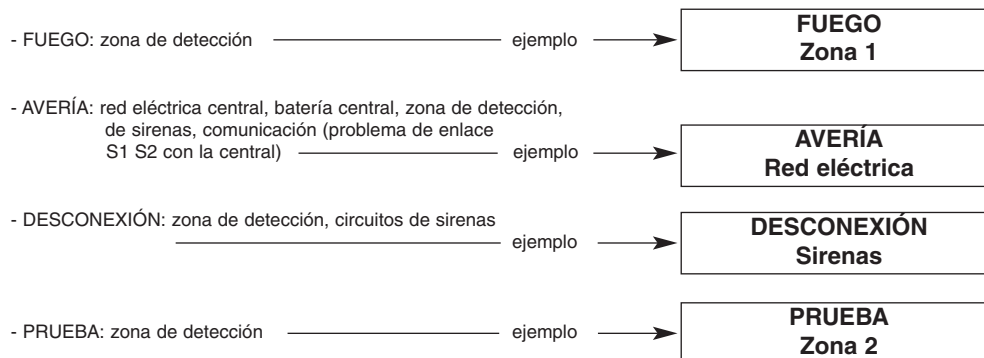 - FUEGO: zona de detección ejemplo
FUEGO
Zona 1
- AVERÍA: red eléctrica central, batería central, zona de detección,
de sirenas, comunicación (problema de enlace
S1 S2 con la central) ejemplo
AVERÍA
Red eléctrica
- DESCONEXIÓN: zona de detección, circuitos de sirenas
ejemplo
DESCONEXIÓN
Sirenas
- PRUEBA: zona de detección ejemplo
PRUEBA
Zona 2